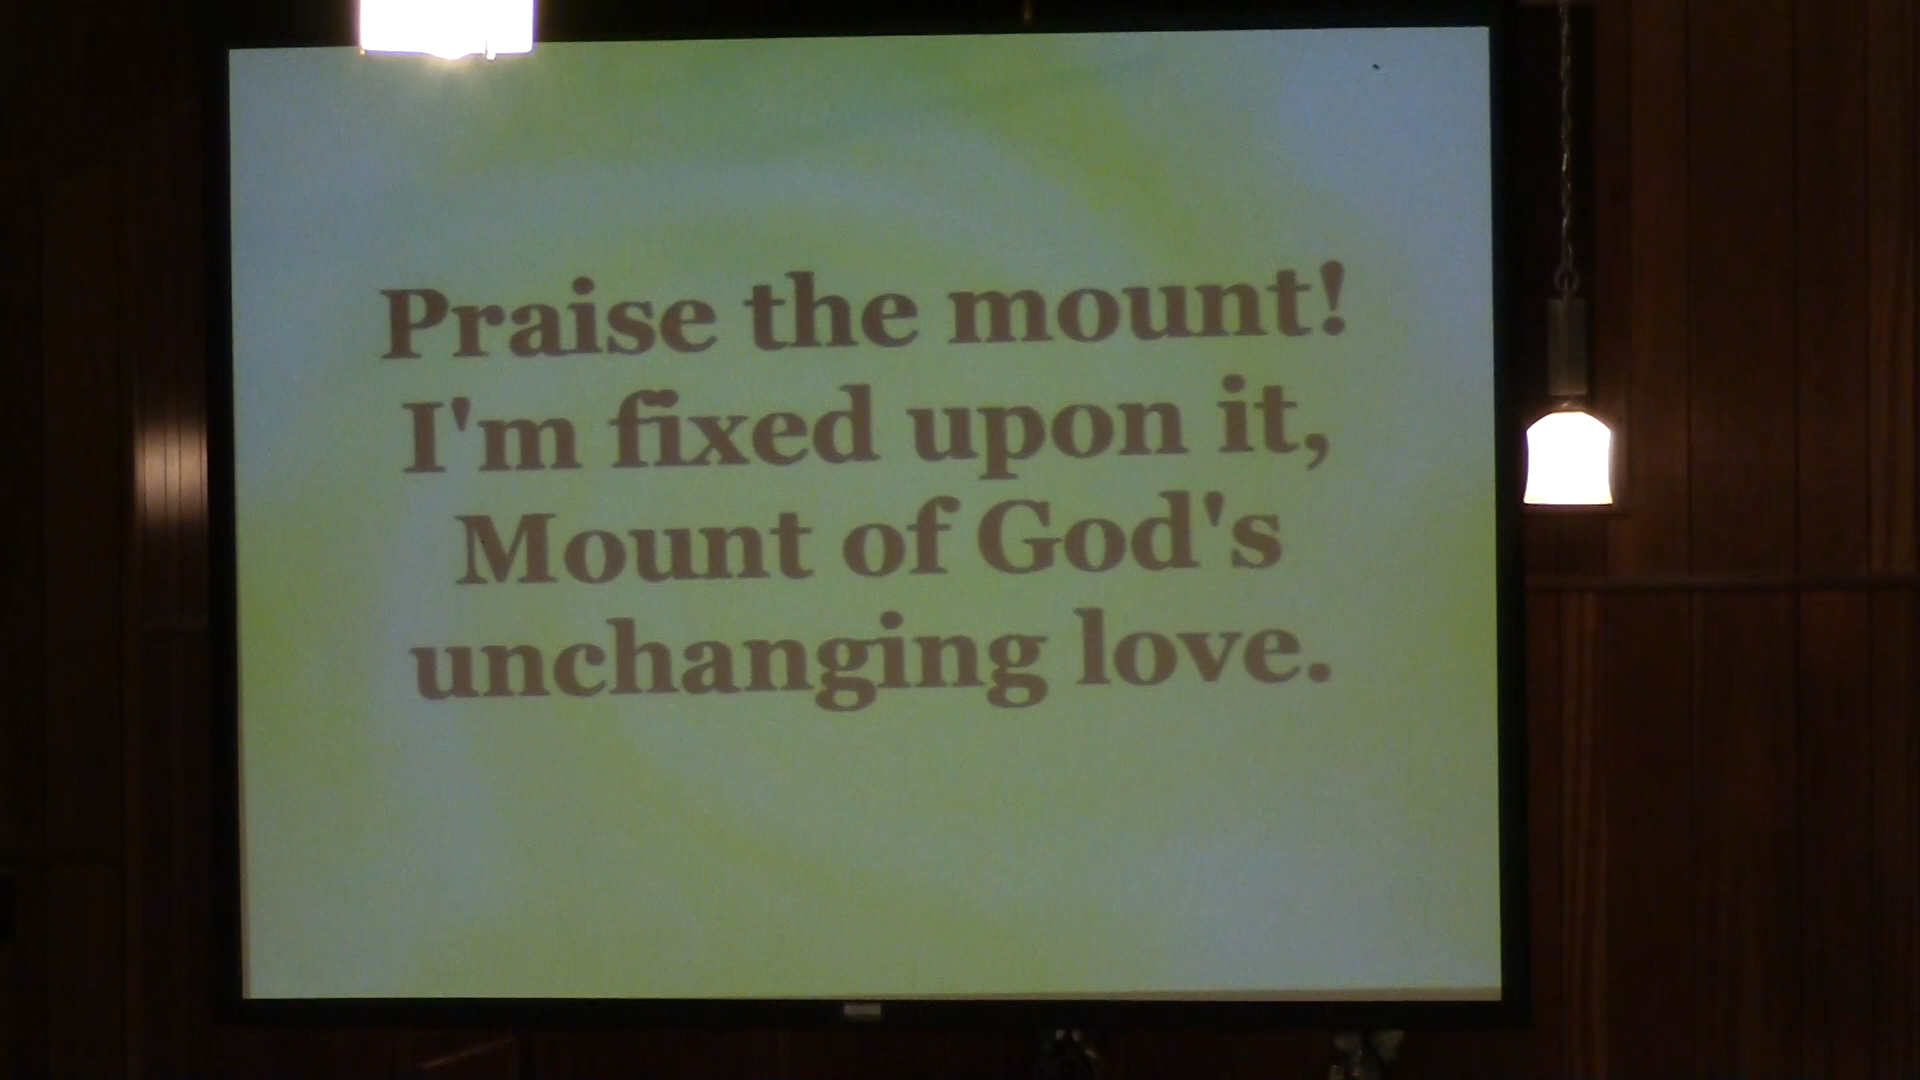 Praise the mount!
I'm fixed upon it,
Mount of God's
unchanging love.